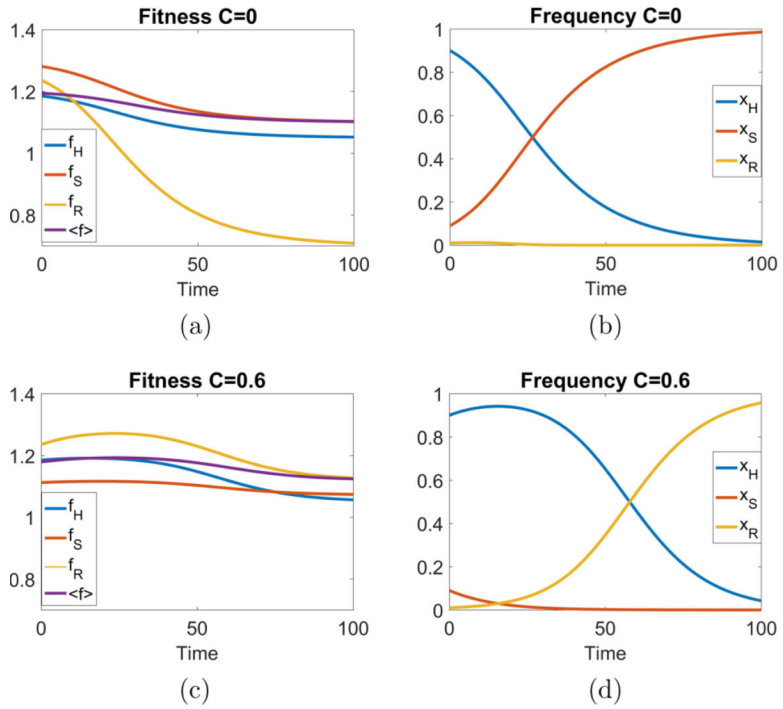 Fitness C=0
1.4
1.2
1
0.8
f_H
f_S
f_R
<f>
0
50
100
Time
(a)
Frequency C=0
1
0.8
0.6
0.4
0.2
0
x_H
x_S
x_R
0
50
100
Time
(b)
Fitness C=0.6
1.4
1.2
1
0.8
f_H
f_S
f_R
<f>
0
50
100
Time
(c)
Frequency C=0.6
1
0.8
0.6
0.4
0.2
0
x_H
x_S
x_R
0
50
100
Time
(d)